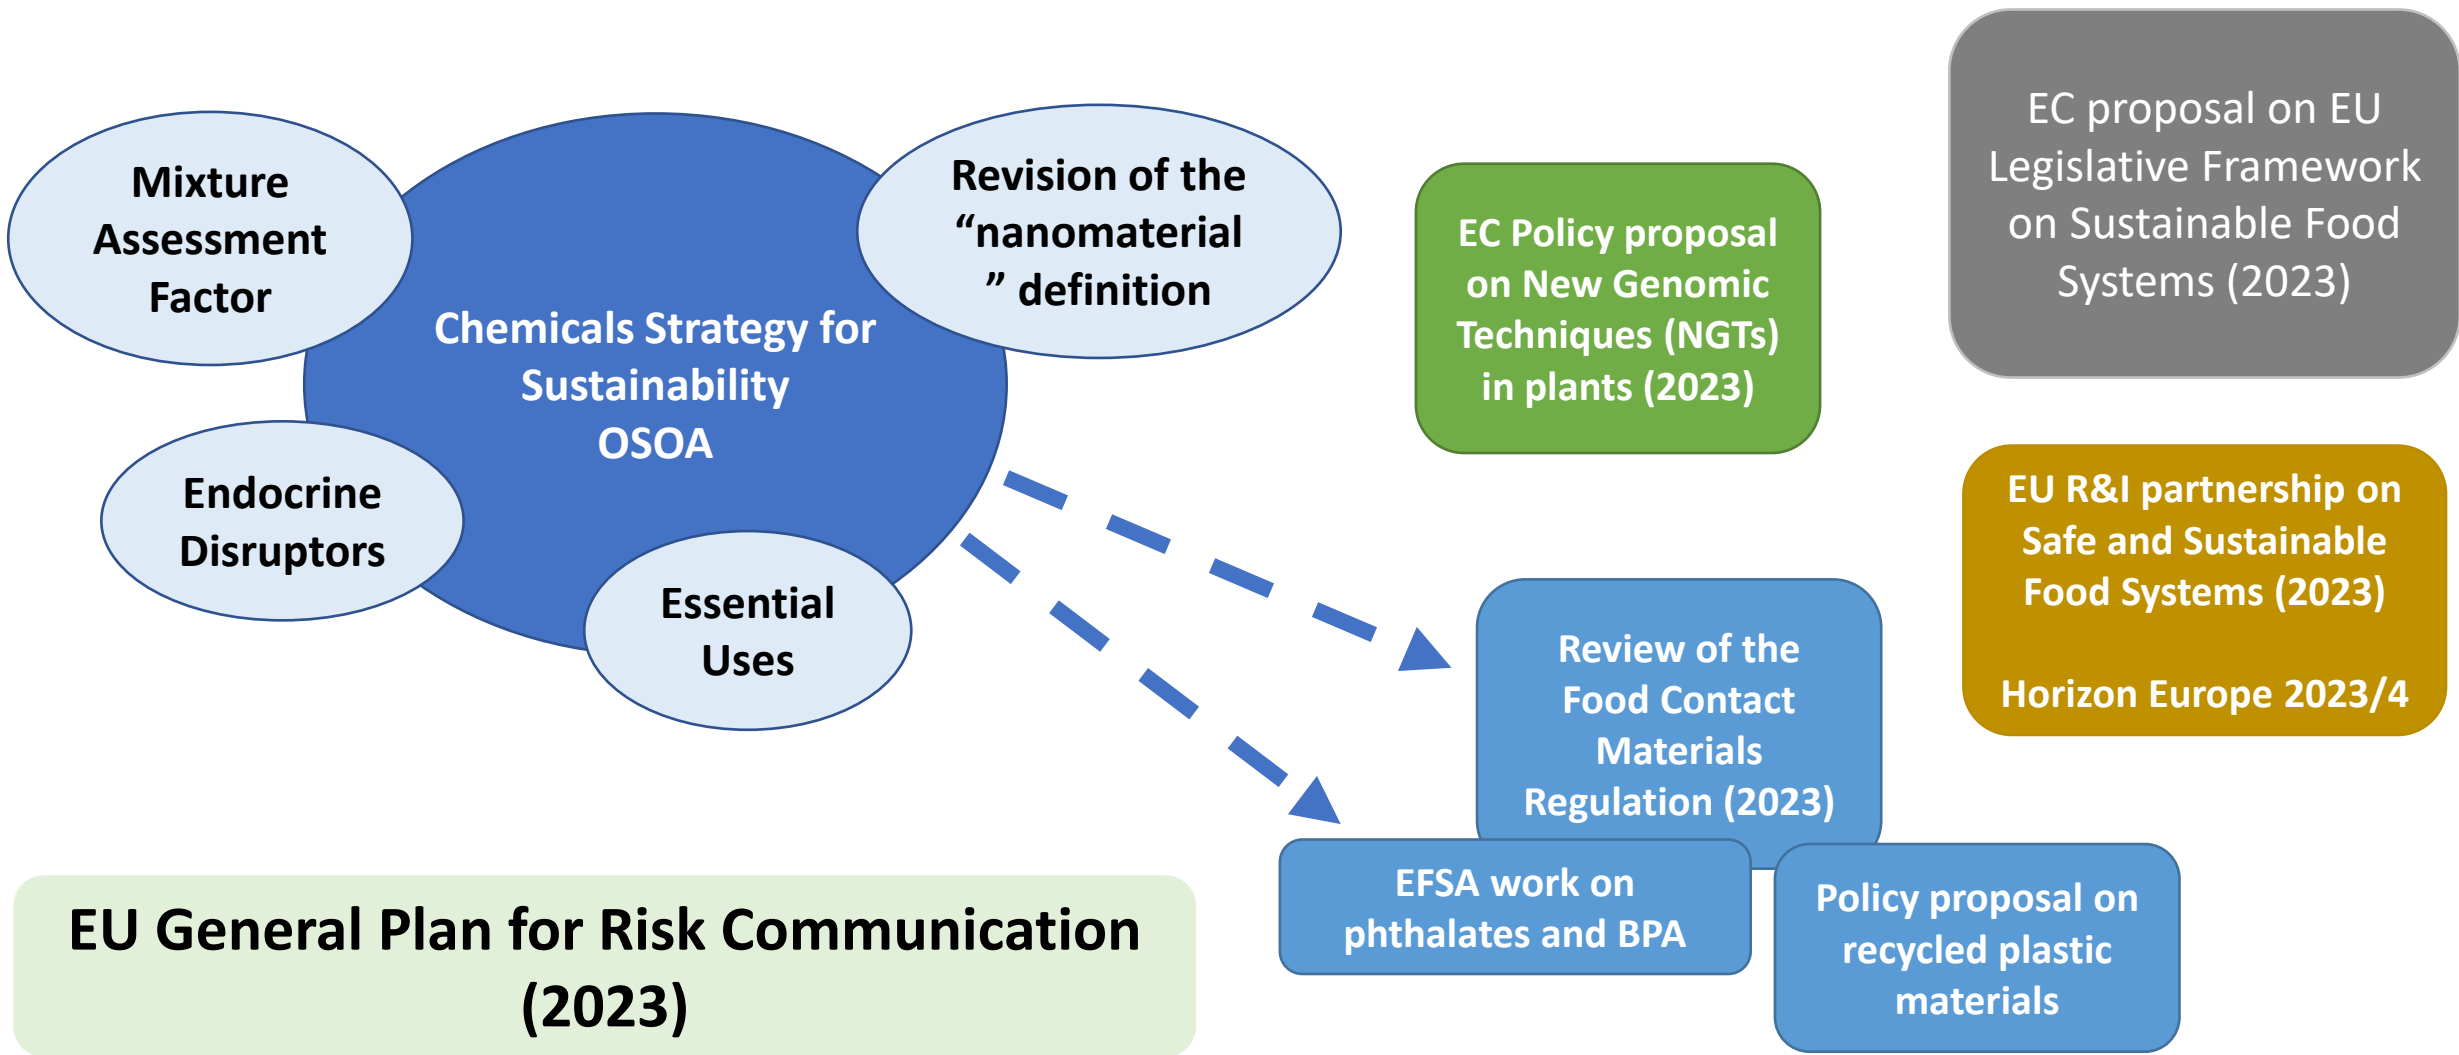 Mixture
Assessment
Factor
Chemicals Strategy for
Sustainability
OSOA
Revision of the
“nanomaterial
” definition
Endocrine
Disruptors
Essential
Uses
EC Policy proposal
on New Genomic
Techniques (NGTs)
in plants (2023)
EC proposal on EU
Legislative Framework
on Sustainable Food
Systems (2023)
EU R&I partnership on
Safe and Sustainable
Food Systems (2023)
Horizon Europe 2023/4
Review of the
Food Contact
Materials
Regulation (2023)
EFSA work on
phthalates and BPA
Policy proposal on
recycled plastic
materials
EU General Plan for Risk Communication
(2023)